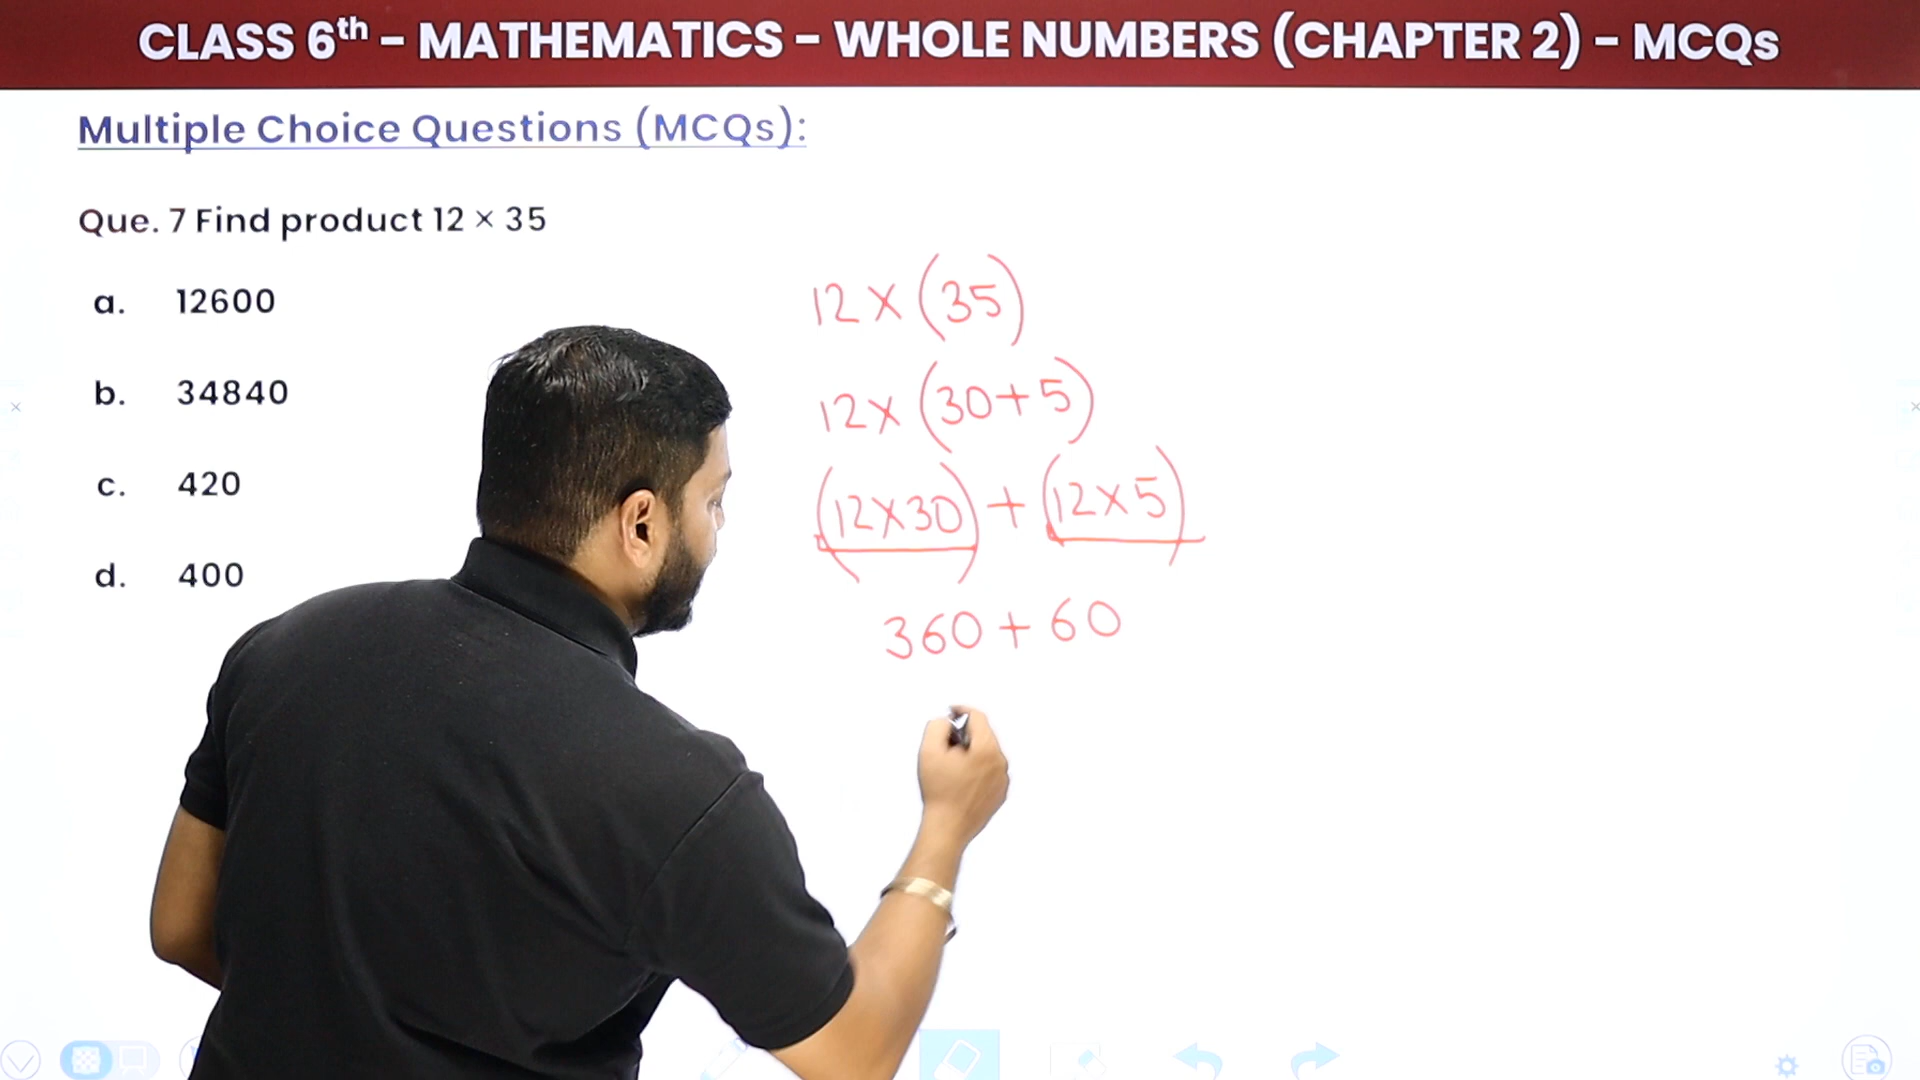 CLASS 6th - MATHEMATICS - WHOLE NUMBERS (CHAPTER 2) - MCQs
Multiple Choice Questions (MCQs):
Que. 7 Find product 12 × 35
a. 12600
b. 34840
c. 420
d. 400
12 × (35)
12 × (30+5)
(12×30) + (12×5)
360 + 60